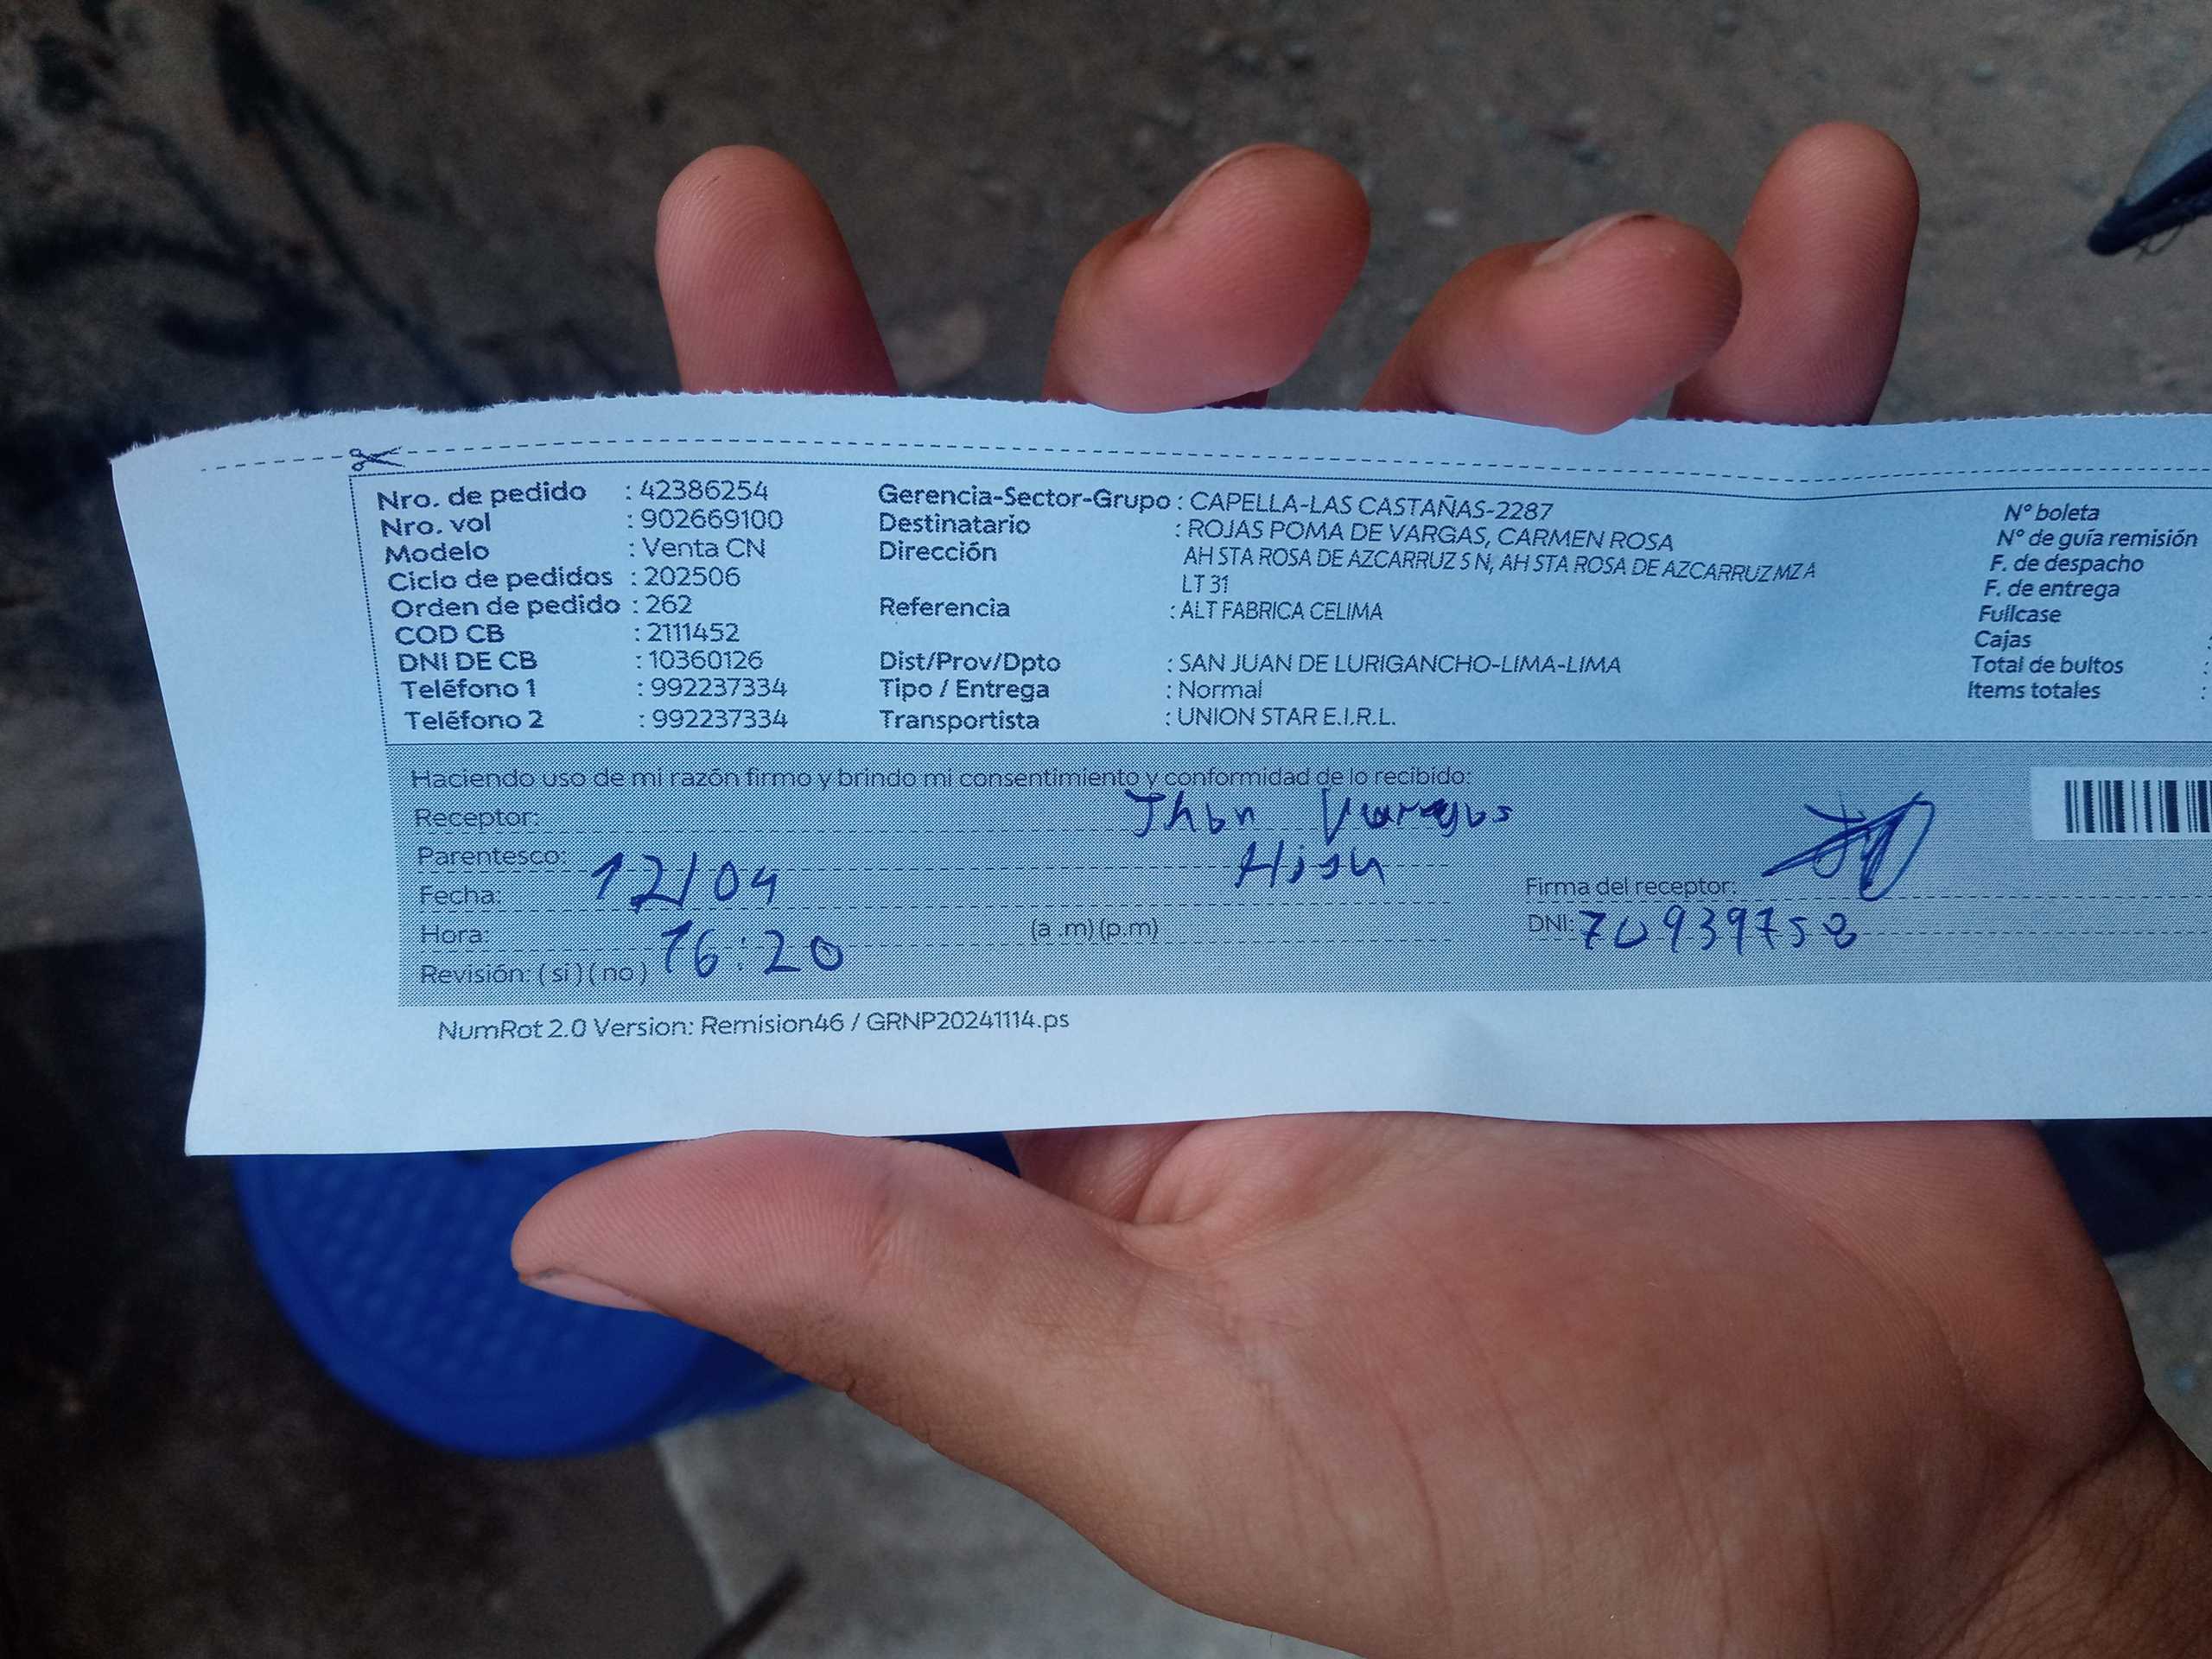 Nro. de pedido : 42386254
Nro. vol : 902669100
Modelo : Venta CN
Ciclo de pedidos : 202506
Orden de pedido : 262
COD CB : 2111452
DNI DE CB : 10360126
Teléfono 1 : 992237334
Teléfono 2 : 992237334
Gerencia-Sector-Grupo : CAPELLA-LAS CASTAÑAS-2287
Destinatario : ROJAS POMA DE VARGAS, CARMEN ROSA
Dirección AH STA ROSA DE AZCARRUZ S N, AH STA ROSA DE AZCARRUZ MZ A
LT 31
Referencia : ALT FABRICA CELIMA
Dist/Prov/Dpto : SAN JUAN DE LURIGANCHO-LIMA-LIMA
Tipo / Entrega : Normal
Transportista : UNION STAR E.I.R.L.
N° boleta
N° de guía remisión
F. de despacho
F. de entrega
Fullcase
Cajas :
Total de bultos :
Items totales :
Haciendo uso de mi razón firmo y brindo mi consentimiento y conformidad de lo recibido:
Receptor: Jhon Vargas
Parentesco: Hijo
Fecha: 12/04
Hora: 16:20 (a .m) (p.m)
Revisión: ( si ) ( no )
Firma del receptor:
DNI: 70939758
NumRot 2.0 Version: Remision46 / GRNP20241114.ps